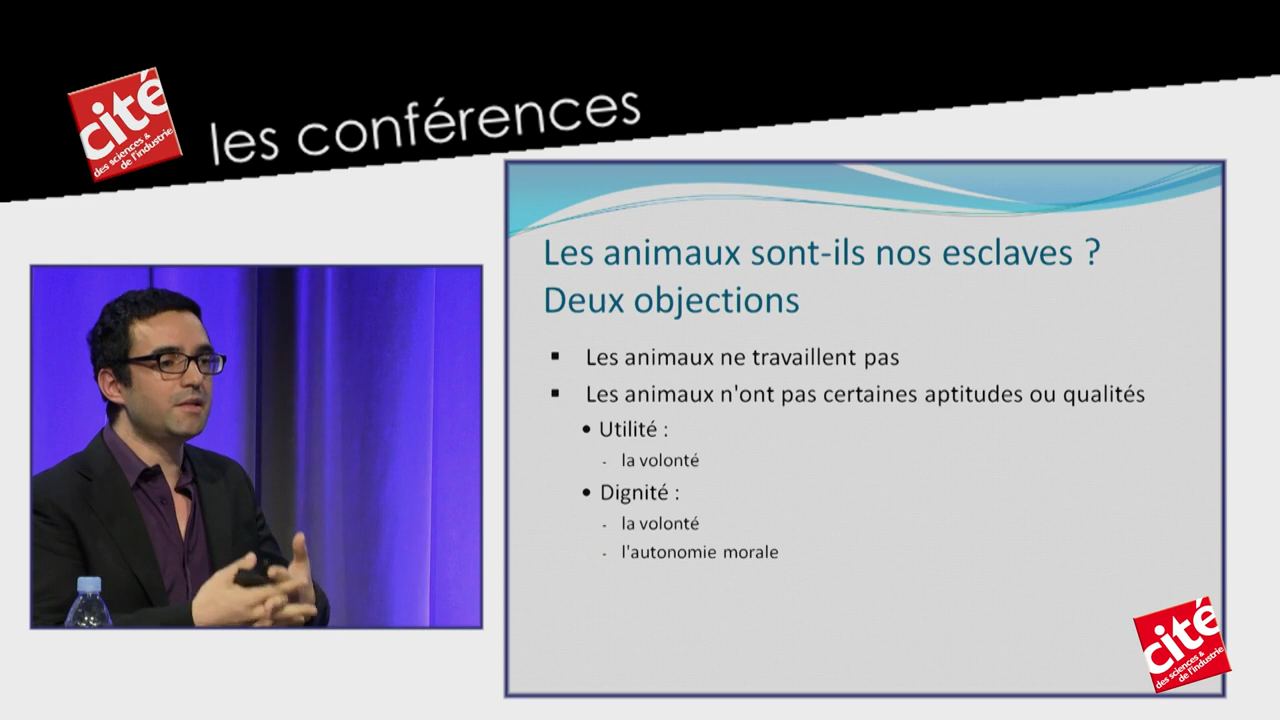 cité
des sciences &
de l'industrie
les conférences
Les animaux sont-ils nos esclaves ?
Deux objections
▪ Les animaux ne travaillent pas
▪ Les animaux n'ont pas certaines aptitudes ou qualités
• Utilité :
- la volonté
• Dignité :
- la volonté
- l'autonomie morale
cité
des sciences &
de l'industrie